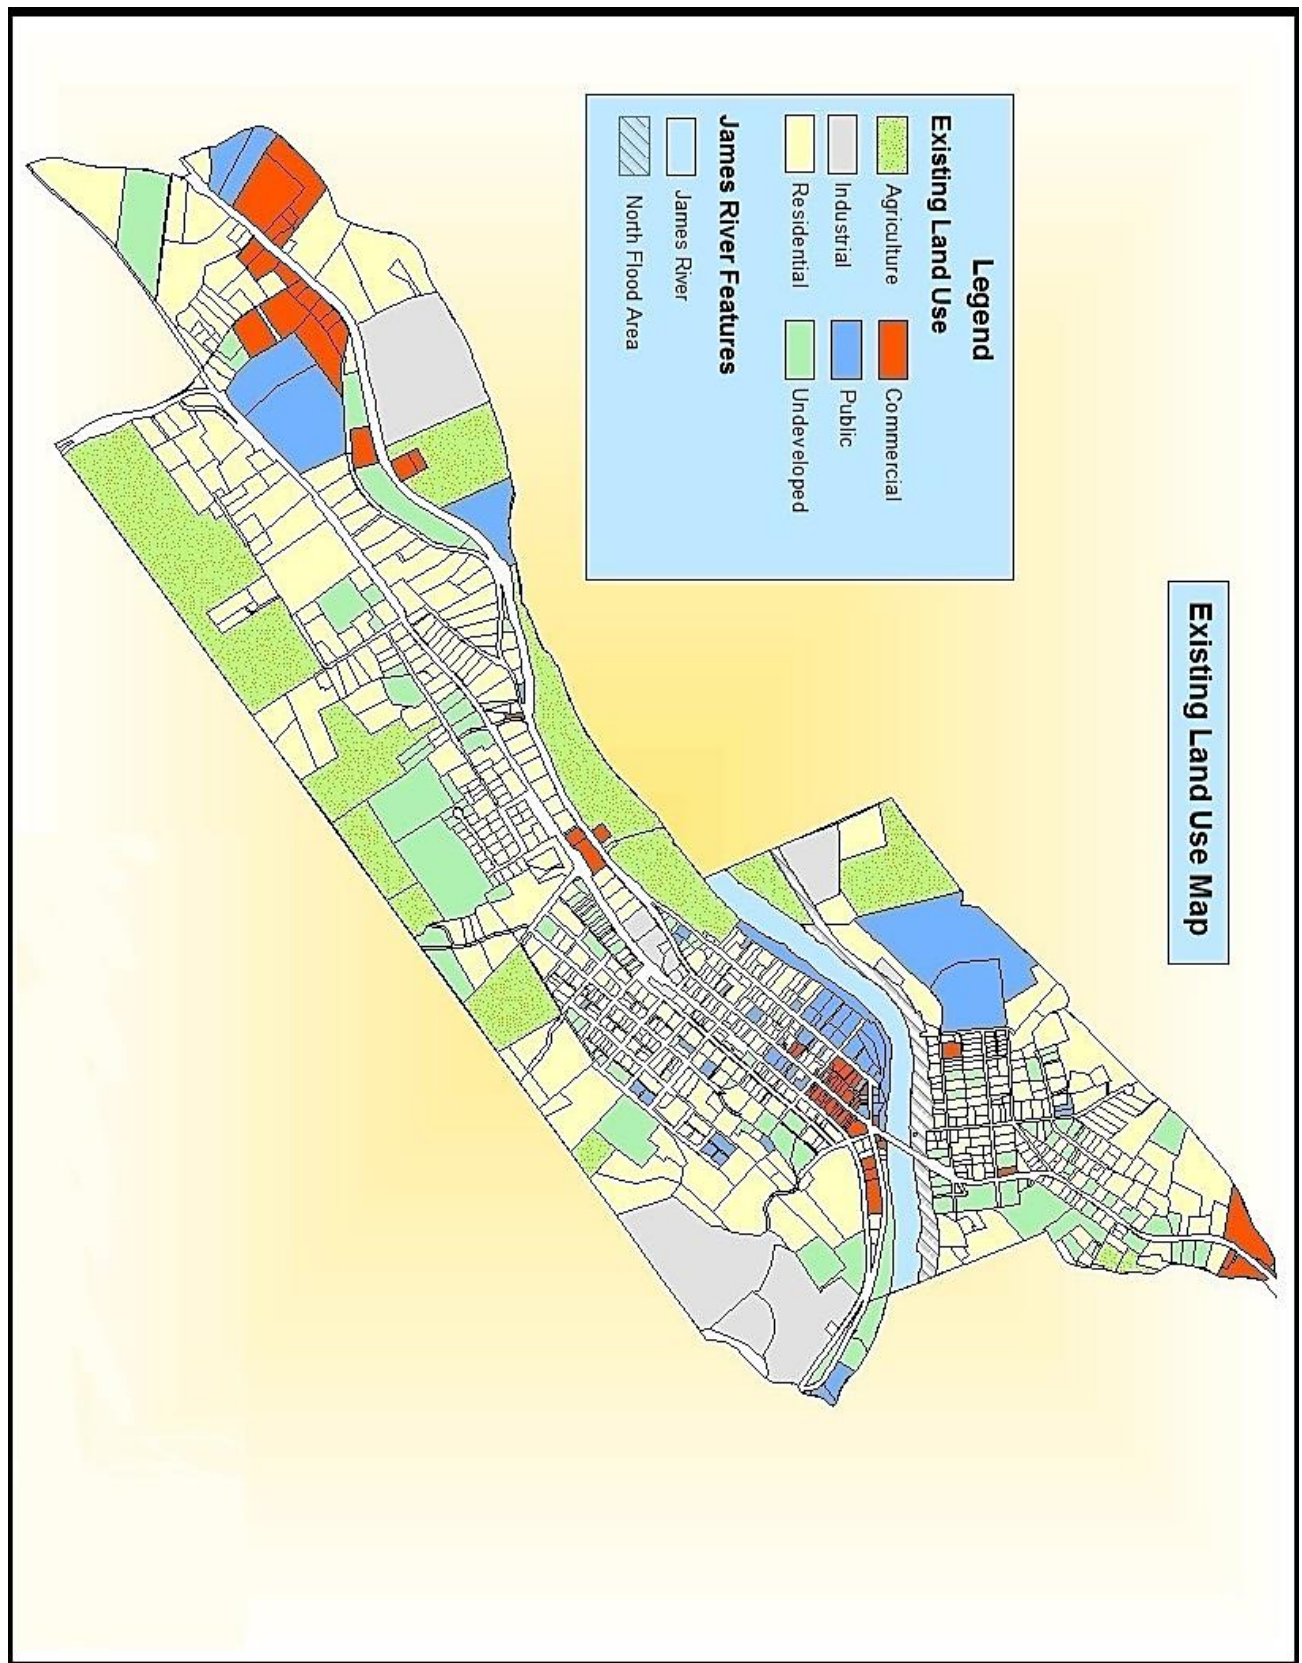 Existing Land Use Map
Legend
Existing Land Use
Agriculture Commercial
Industrial Public
Residential Undeveloped
James River Features
James River
North Flood Area